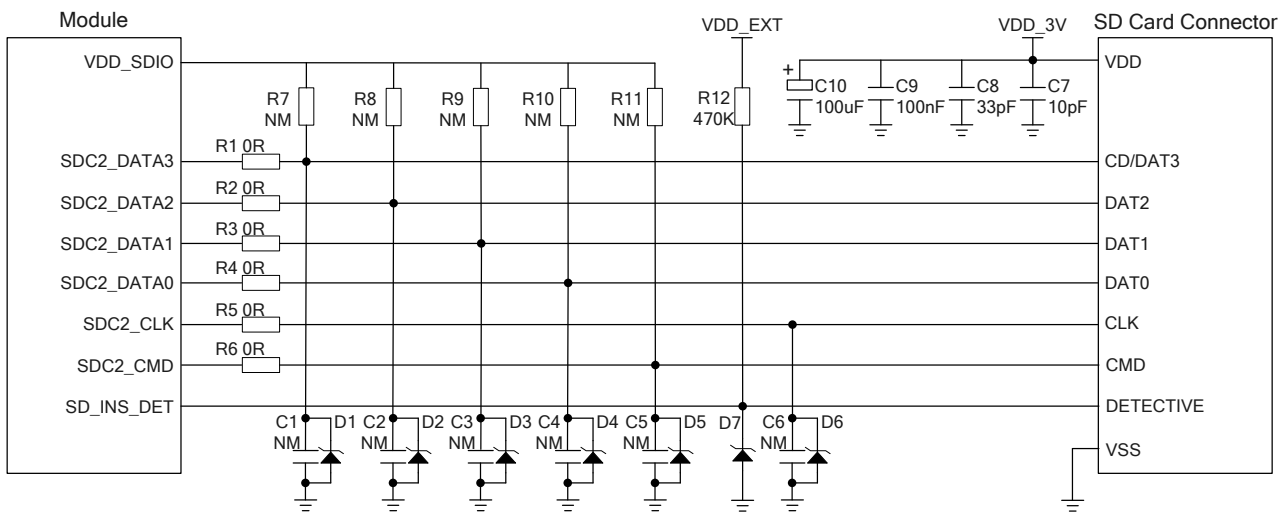 Module
VDD_EXT
VDD_3V
SD Card Connector
VDD_SDIO
VDD
R7
NM
R8
NM
R9
NM
R10
NM
R11
NM
R12
470K
+
C10
100uF
C9
100nF
C8
33pF
C7
10pF
SDC2_DATA3
R1 0R
CD/DAT3
SDC2_DATA2
R2 0R
DAT2
SDC2_DATA1
R3 0R
DAT1
SDC2_DATA0
R4 0R
DAT0
SDC2_CLK
R5 0R
CLK
SDC2_CMD
R6 0R
CMD
SD_INS_DET
DETECTIVE
C1
NM
D1
C2
NM
D2
C3
NM
D3
C4
NM
D4
C5
NM
D5
D7
C6
NM
D6
VSS